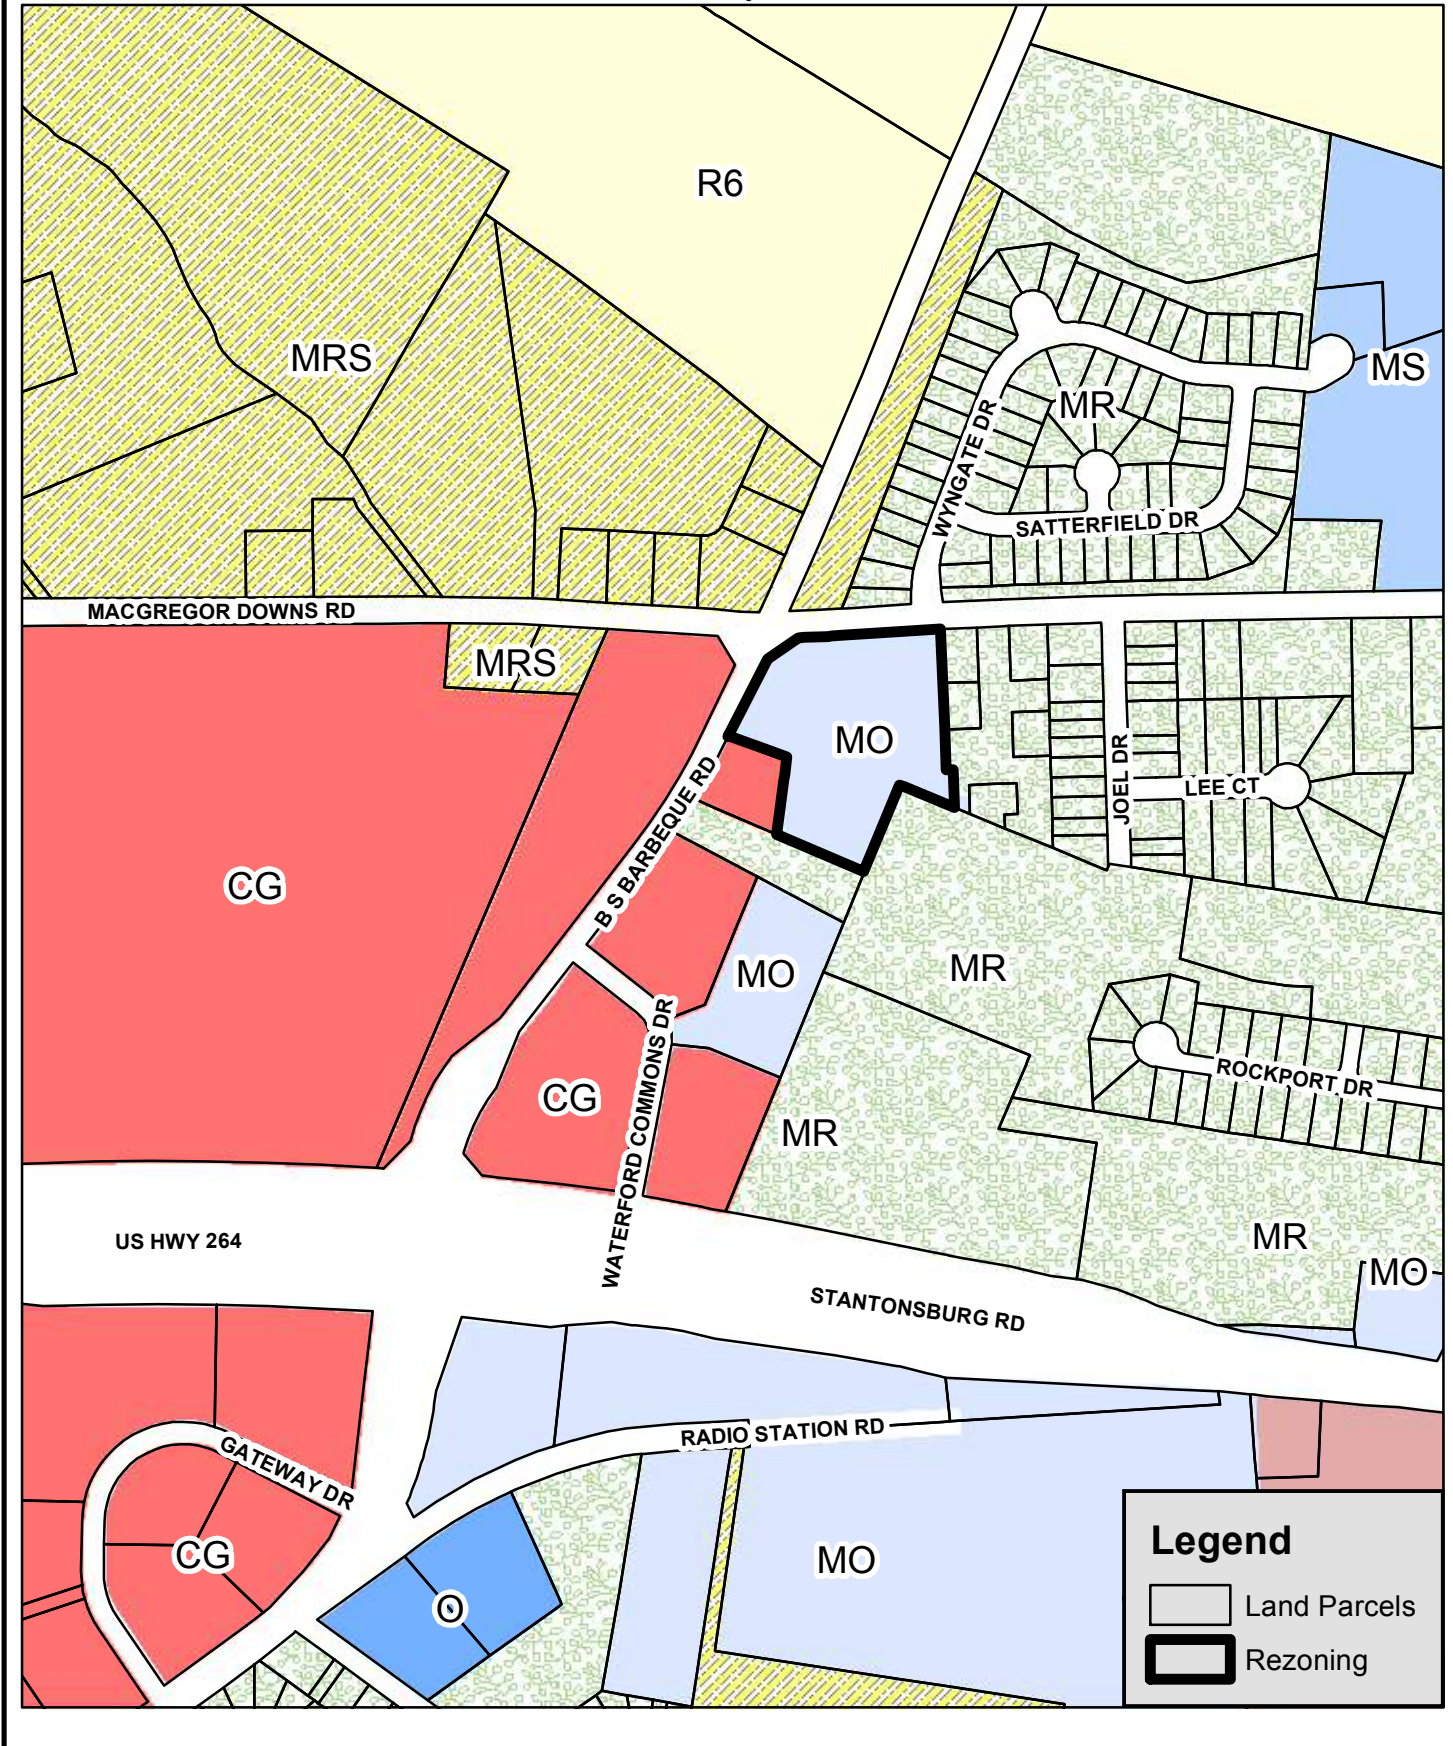 R6
MRS
MS
MR
WYNGATE DR
SATTERFIELD DR
MACGREGOR DOWNS RD
MRS
MO
B S BARBEQUE RD
JOEL DR
LEE CT
CG
MO
MR
WATERFORD COMMONS DR
ROCKPORT DR
CG
MR
US HWY 264
MR
MO
STANTONSBURG RD
RADIO STATION RD
GATEWAY DR
CG
O
MO
Legend
Land Parcels
Rezoning